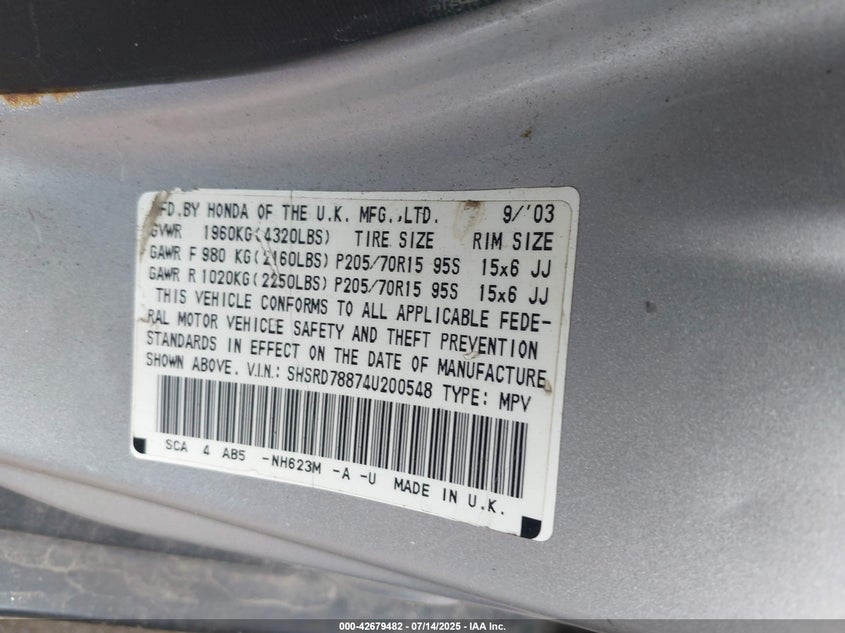 MFD.BY HONDA OF THE U.K. MFG.,LTD. 9/'03
GVWR 1960KG(4320LBS) TIRE SIZE RIM SIZE
GAWR F 980 KG(2160LBS) P205/70R15 95S 15x6 JJ
GAWR R 1020KG(2250LBS) P205/70R15 95S 15x6 JJ
THIS VEHICLE CONFORMS TO ALL APPLICABLE FEDE-
RAL MOTOR VEHICLE SAFETY AND THEFT PREVENTION
STANDARDS IN EFFECT ON THE DATE OF MANUFACTURE
SHOWN ABOVE. V.I.N.: SHSRD78874U200548 TYPE: MPV
SCA 4 AB5 -NH623M -A -U MADE IN U.K.
000-42679482 - 07/14/2025 - IAA Inc.